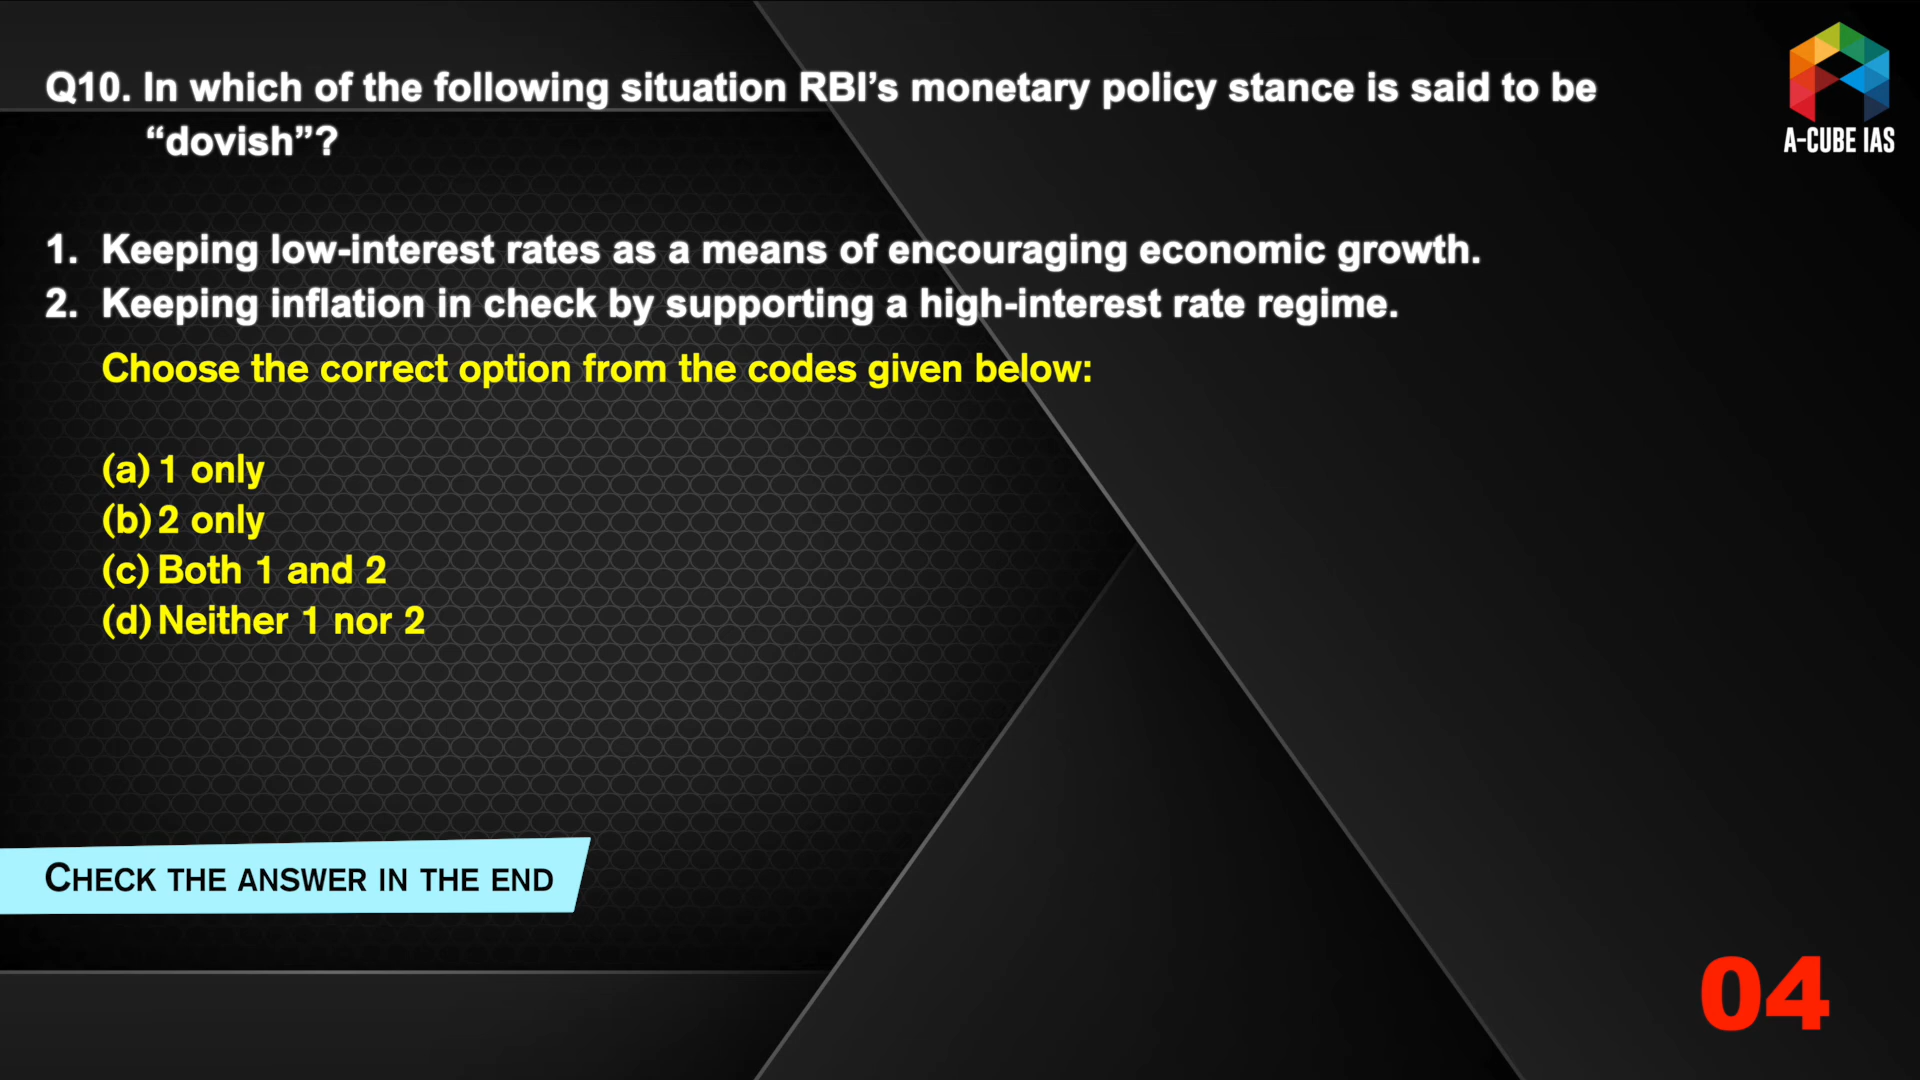 A-CUBE IAS
Q10. In which of the following situation RBI’s monetary policy stance is said to be
“dovish”?
1. Keeping low-interest rates as a means of encouraging economic growth.
2. Keeping inflation in check by supporting a high-interest rate regime.
Choose the correct option from the codes given below:
(a) 1 only
(b) 2 only
(c) Both 1 and 2
(d) Neither 1 nor 2
CHECK THE ANSWER IN THE END
04